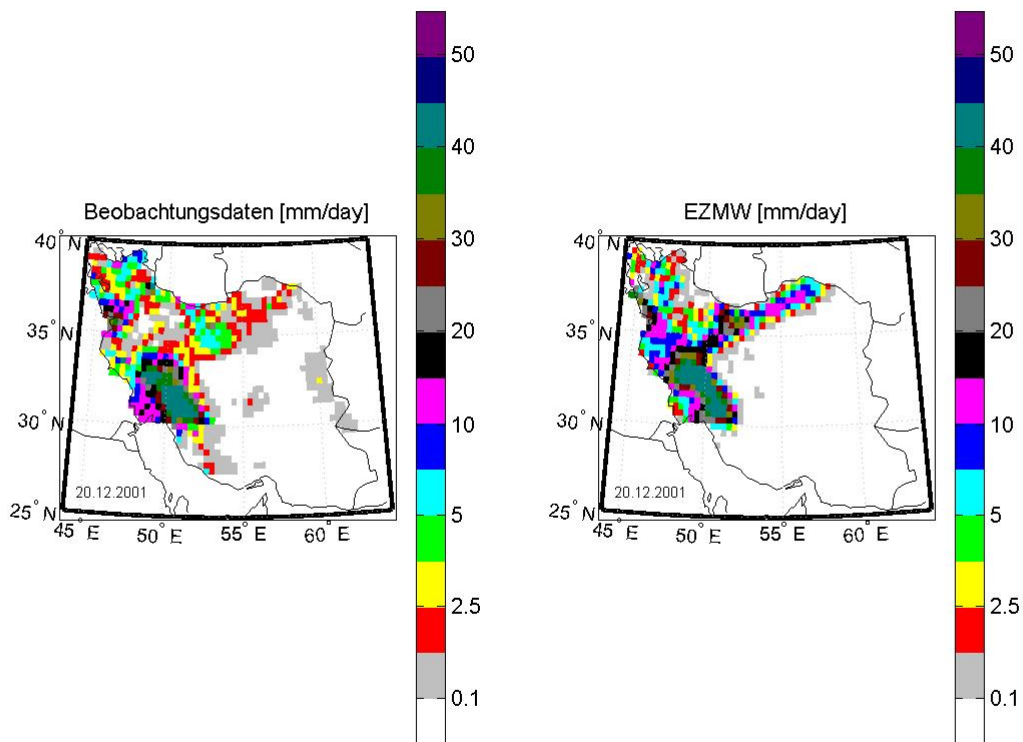 Beobachtungsdaten [mm/day]
40° N
35° N
30° N
25° N
45° E
50° E
55° E
60° E
20.12.2001
50
40
30
20
10
5
2.5
0.1
EZMW [mm/day]
40° N
35° N
30° N
25° N
45° E
50° E
55° E
60° E
20.12.2001
50
40
30
20
10
5
2.5
0.1